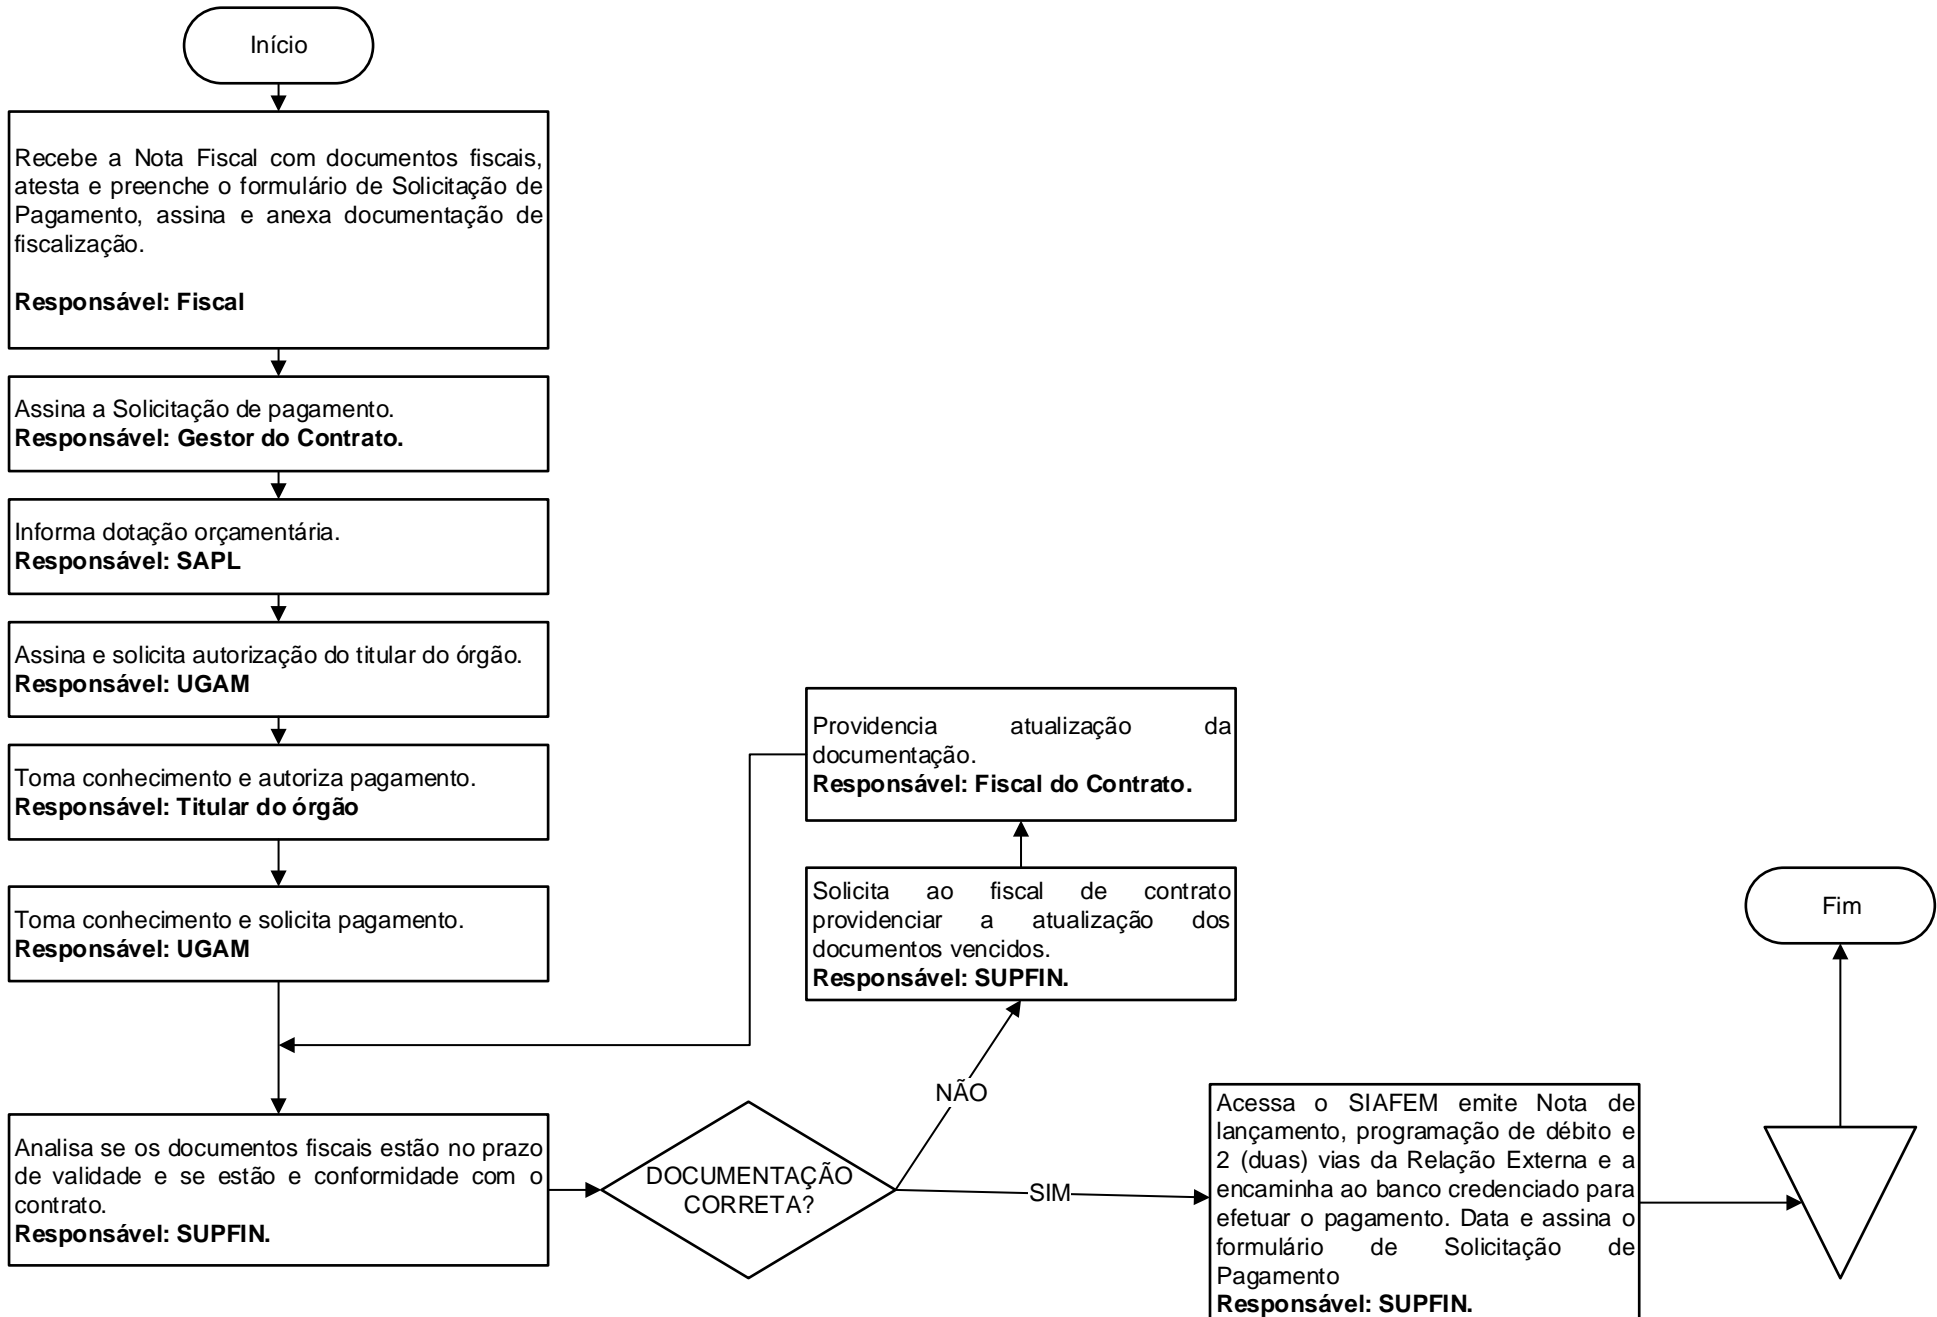 Início
Recebe a Nota Fiscal com documentos fiscais,
atesta e preenche o formulário de Solicitação de
Pagamento, assina e anexa documentação de
fiscalização.
Responsável: Fiscal
Assina a Solicitação de pagamento.
Responsável: Gestor do Contrato.
Informa dotação orçamentária.
Responsável: SAPL
Assina e solicita autorização do titular do órgão.
Responsável: UGAM
Toma conhecimento e autoriza pagamento.
Responsável: Titular do órgão
Toma conhecimento e solicita pagamento.
Responsável: UGAM
Analisa se os documentos fiscais estão no prazo
de validade e se estão e conformidade com o
contrato.
Responsável: SUPFIN.
DOCUMENTAÇÃO
CORRETA?
NÃO
Solicita ao fiscal de contrato
providenciar a atualização dos
documentos vencidos.
Responsável: SUPFIN.
Providencia atualização da
documentação.
Responsável: Fiscal do Contrato.
SIM
Acessa o SIAFEM emite Nota de
lançamento, programação de débito e
2 (duas) vias da Relação Externa e a
encaminha ao banco credenciado para
efetuar o pagamento. Data e assina o
formulário de Solicitação de
Pagamento
Responsável: SUPFIN.
Fim